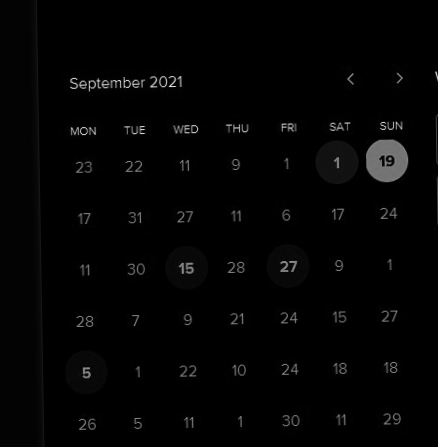 September 2021 < >
MON TUE WED THU FRI SAT SUN
23 22 11 9 1 1 19
17 31 27 11 6 17 24
11 30 15 28 27 9 1
28 7 9 21 24 15 27
5 1 22 10 24 18 18
26 5 11 1 30 11 29